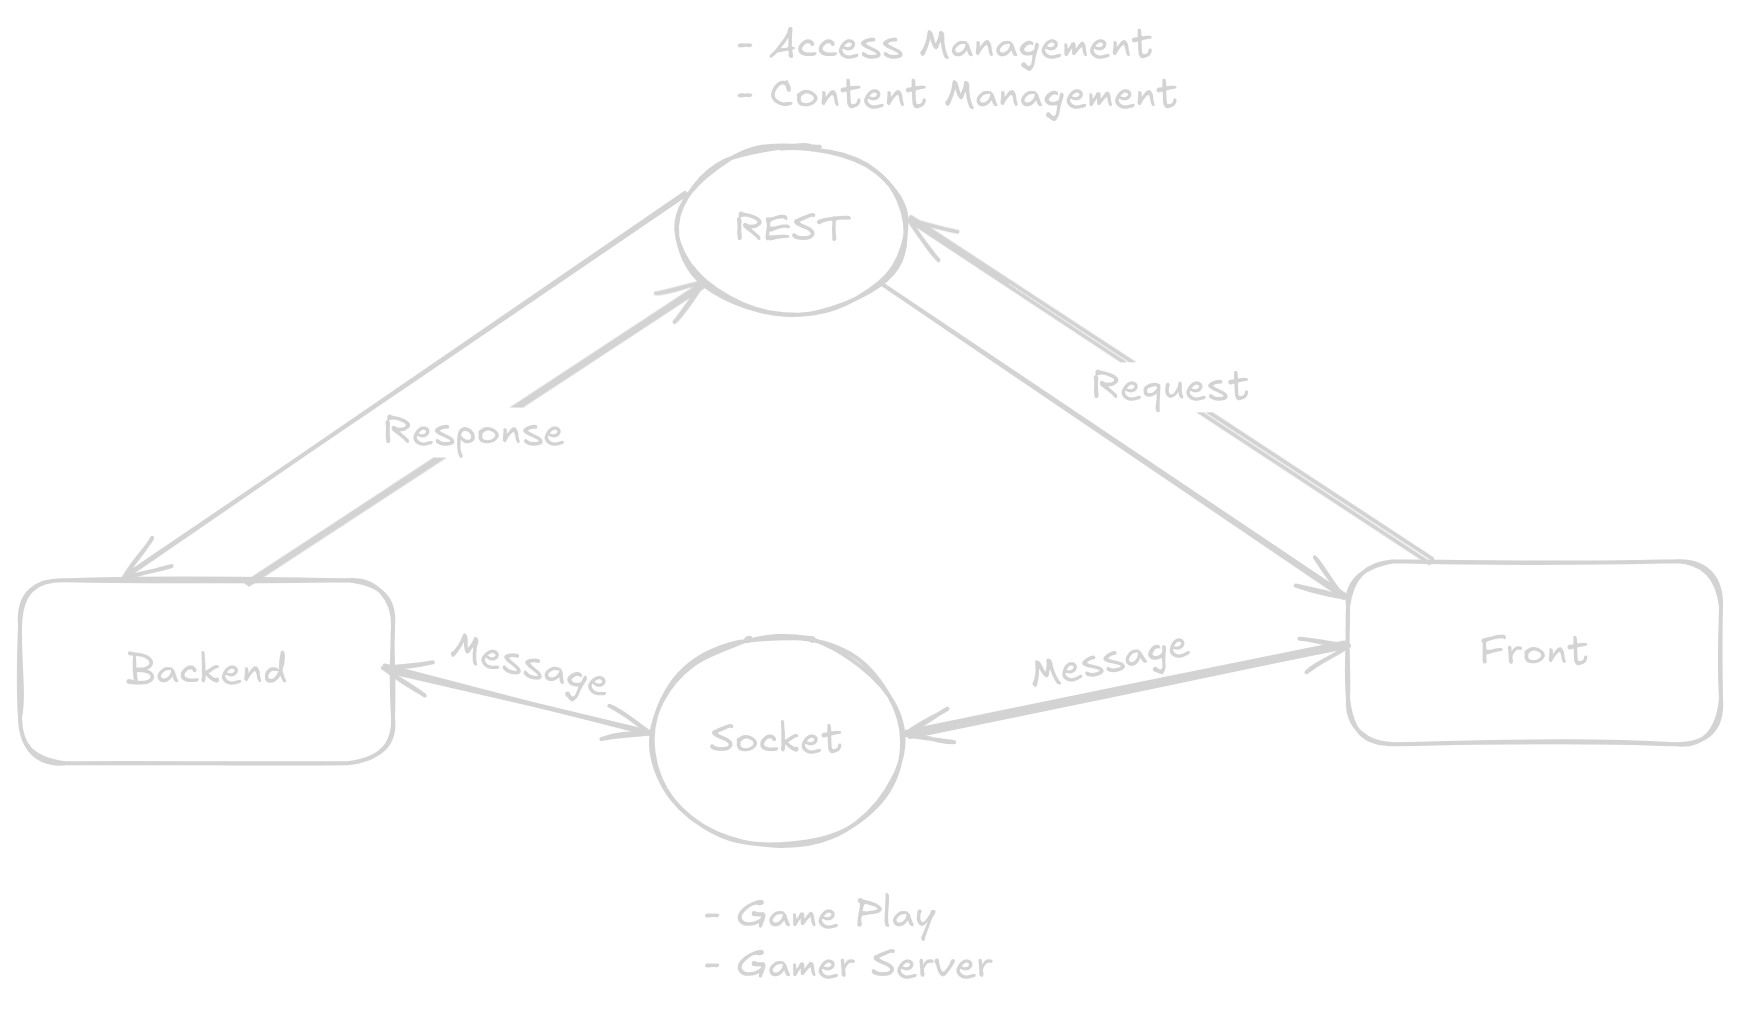 - Access Management
- Content Management
REST
Request
Response
Backend
Message
Socket
Message
Front
- Game Play
- Gamer Server